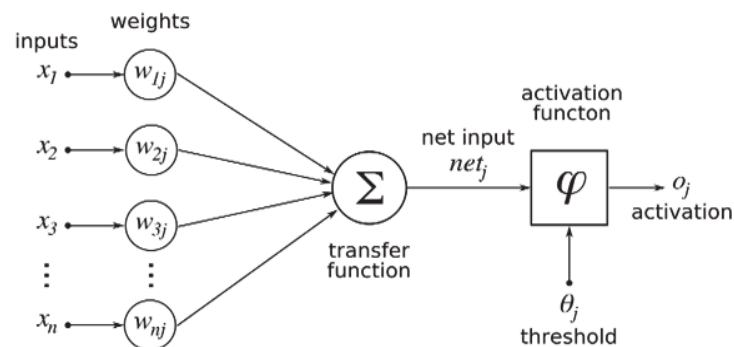 weights
inputs
x1
w1j
x2
w2j
x3
w3j
xn
wnj
Σ
transfer
function
net input
netj
activation
functon
φ
oj
activation
θj
threshold